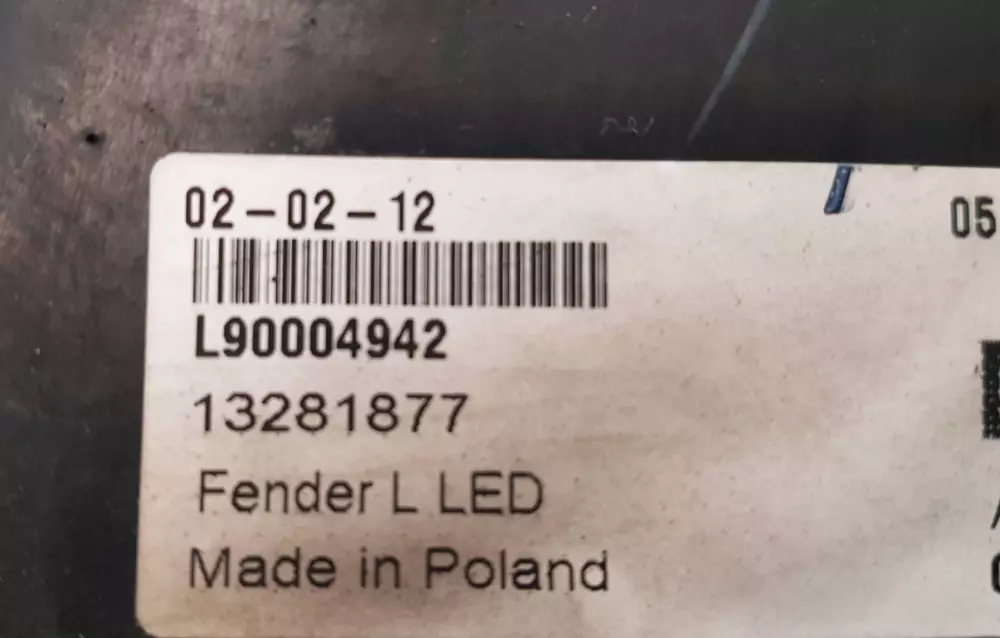 02-02-12
05
L90004942
13281877
Fender L LED
Made in Poland